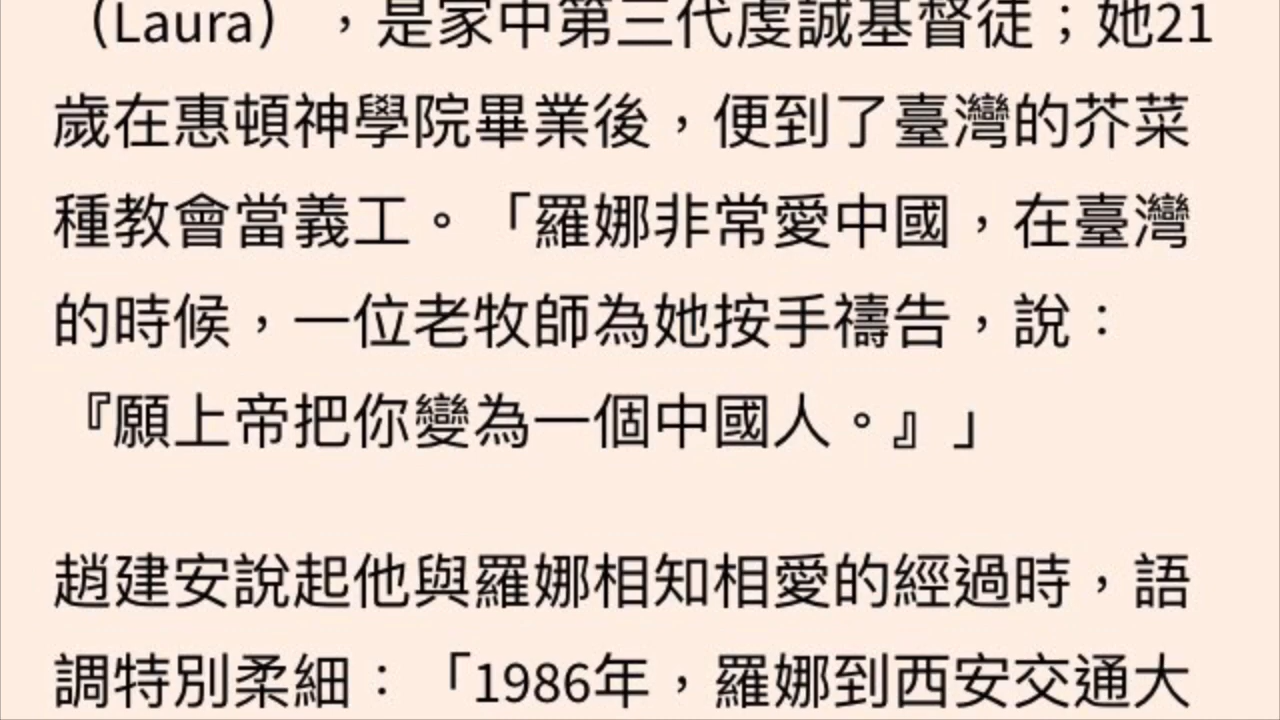 （Laura），是家中第三代虔誠基督徒；她21
歲在惠頓神學院畢業後，便到了臺灣的芥菜
種教會當義工。「羅娜非常愛中國，在臺灣
的時候，一位老牧師為她按手禱告，說：
『願上帝把你變為一個中國人。』」
趙建安說起他與羅娜相知相愛的經過時，語
調特別柔細：「1986年，羅娜到西安交通大